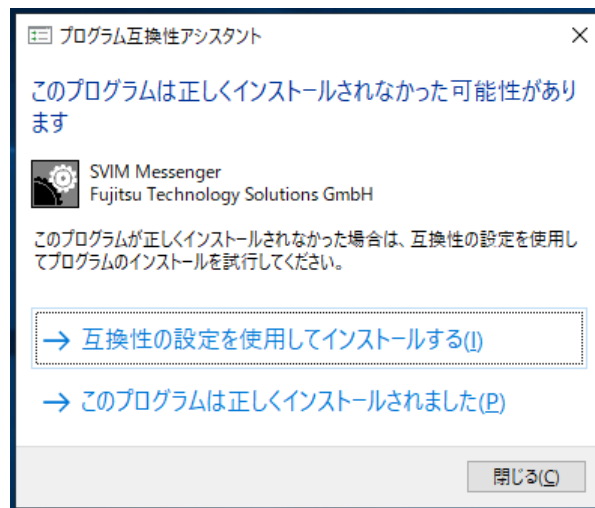 プログラム互換性アシスタント
このプログラムは正しくインストールされなかった可能性があり
ます
SVIM Messenger
Fujitsu Technology Solutions GmbH
このプログラムが正しくインストールされなかった場合は、互換性の設定を使用し
てプログラムのインストールを試行してください。
→ 互換性の設定を使用してインストールする(I)
→ このプログラムは正しくインストールされました(P)
閉じる(C)